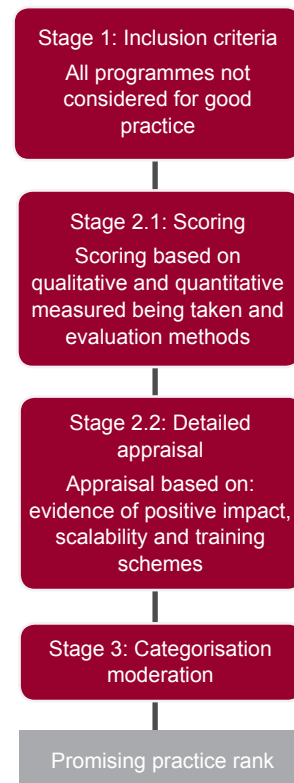 Stage 1: Inclusion criteria
All programmes not
considered for good
practice
Stage 2.1: Scoring
Scoring based on
qualitative and quantitative
measured being taken and
evaluation methods
Stage 2.2: Detailed
appraisal
Appraisal based on:
evidence of positive impact,
scalability and training
schemes
Stage 3: Categorisation
moderation
Promising practice rank